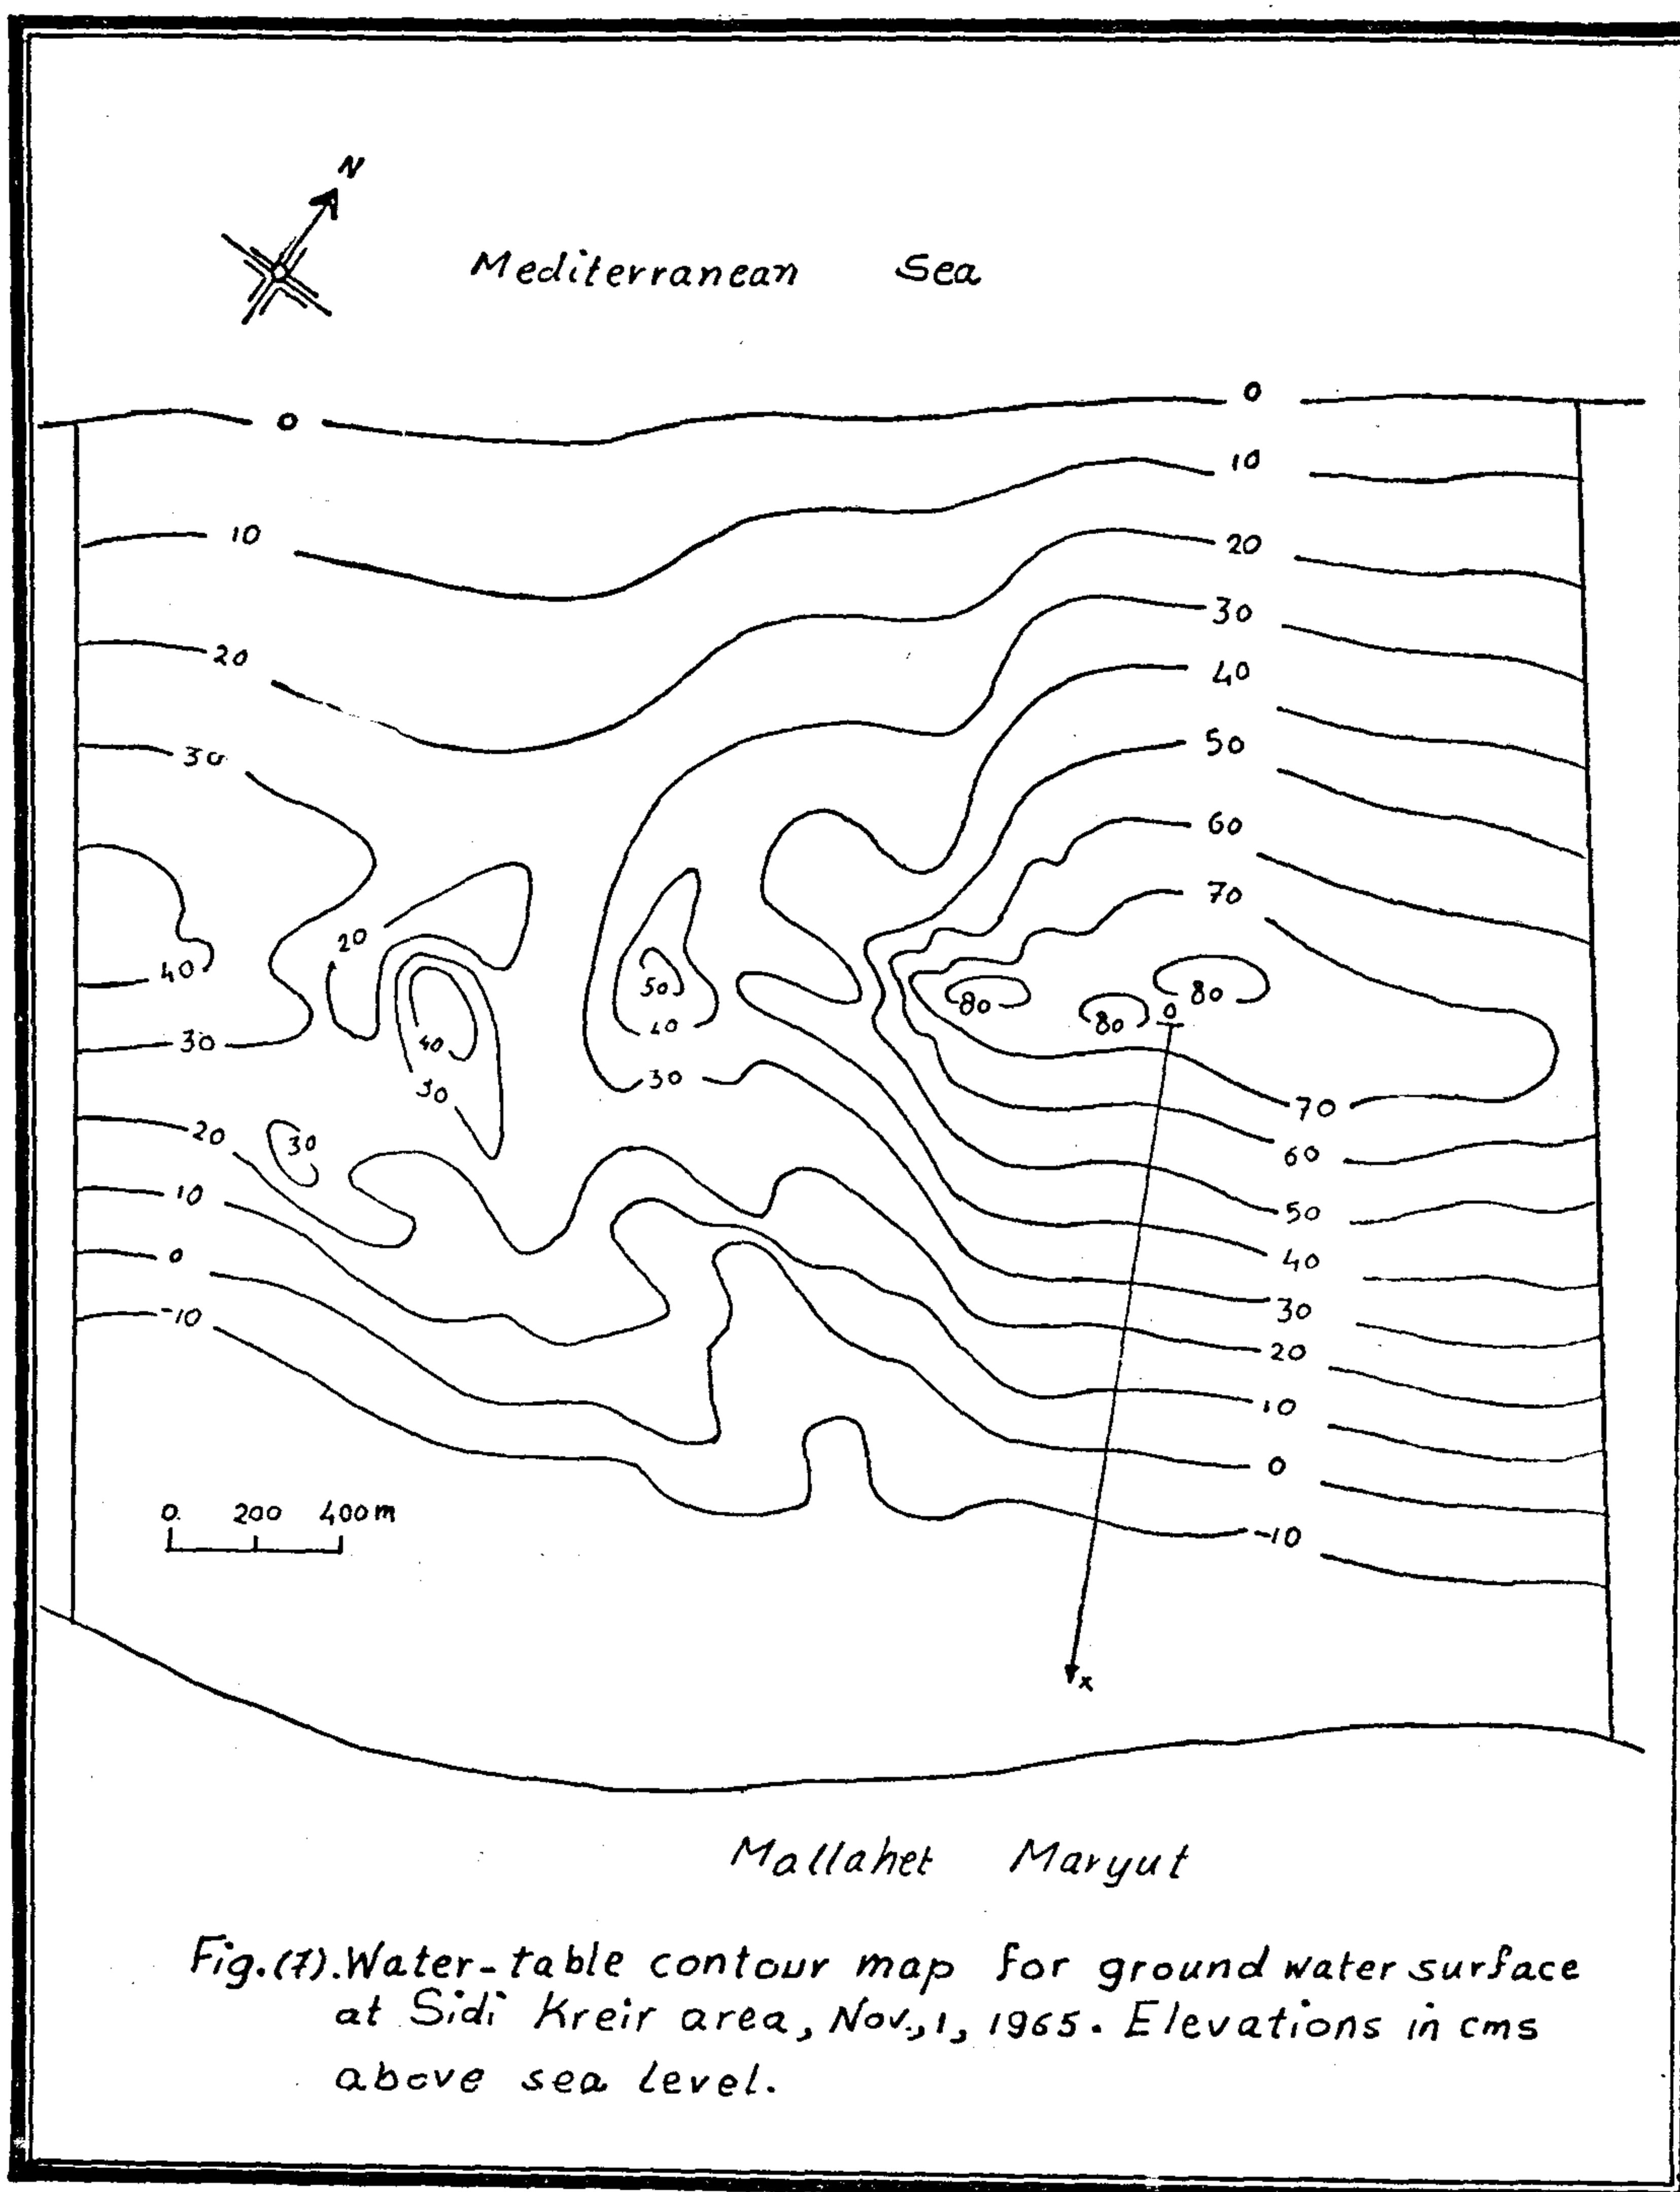 N
Mediterranean Sea
0 0
10
10
20
20
30
40
30
50
60
70
20
40 50 80 80 80
0
40 40
30 30 30
70
20 30
60
10
50
0
40
-10
30
20
10
0
0. 200 400m
-10
x
Mallahet Maryut
Fig.(7). Water-table contour map for ground water surface
at Sidi Kreir area, Nov., 1, 1965. Elevations in cms
above sea level.